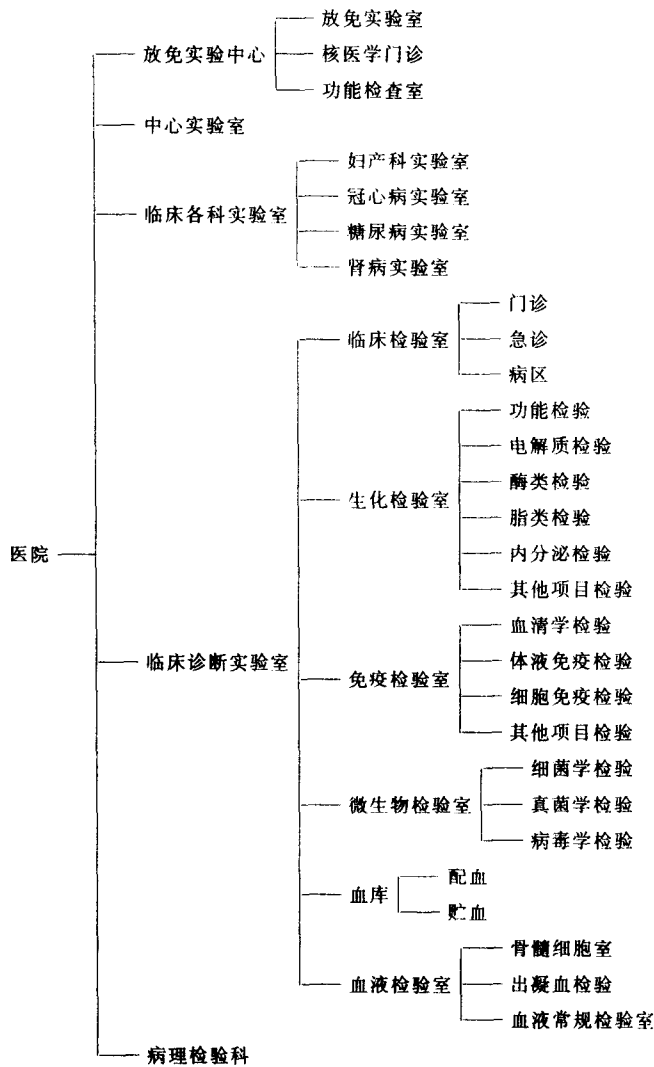 放免实验中心
放免实验室
核医学门诊
功能检查室
中心实验室
临床各科实验室
妇产科实验室
冠心病实验室
糖尿病实验室
肾病实验室
临床检验室
门诊
急诊
病区
生化检验室
功能检验
电解质检验
酶类检验
脂类检验
内分泌检验
其他项目检验
医院
临床诊断实验室
免疫检验室
血清学检验
体液免疫检验
细胞免疫检验
其他项目检验
微生物检验室
细菌学检验
真菌学检验
病毒学检验
血库
配血
贮血
血液检验室
骨髓细胞室
出凝血检验
血液常规检验室
病理检验科